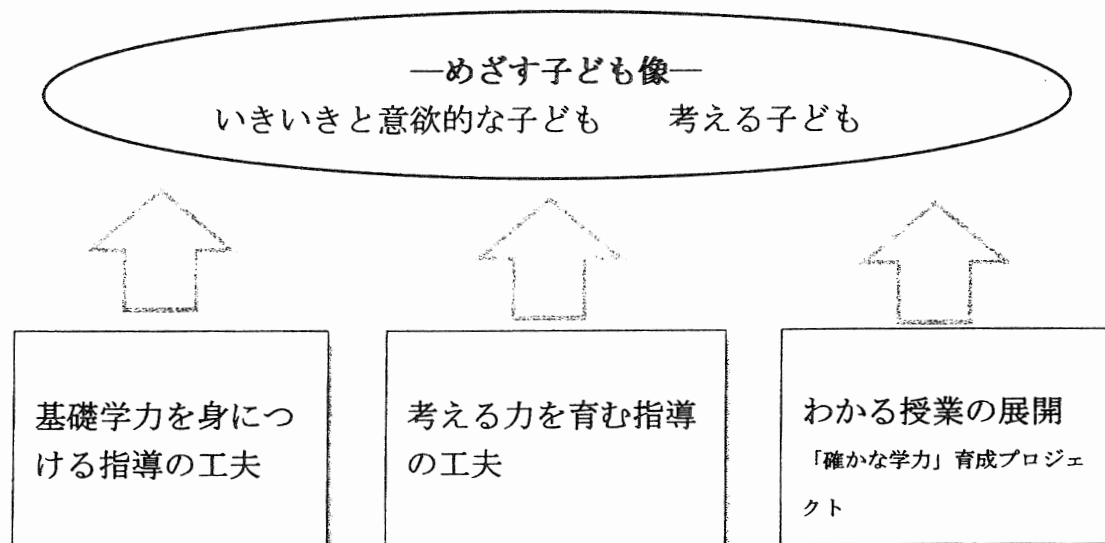 ―めざす子ども像―
いきいきと意欲的な子ども　　考える子ども
基礎学力を身につ
ける指導の工夫
考える力を育む指導
の工夫
わかる授業の展開
「確かな学力」育成プロジェ
クト